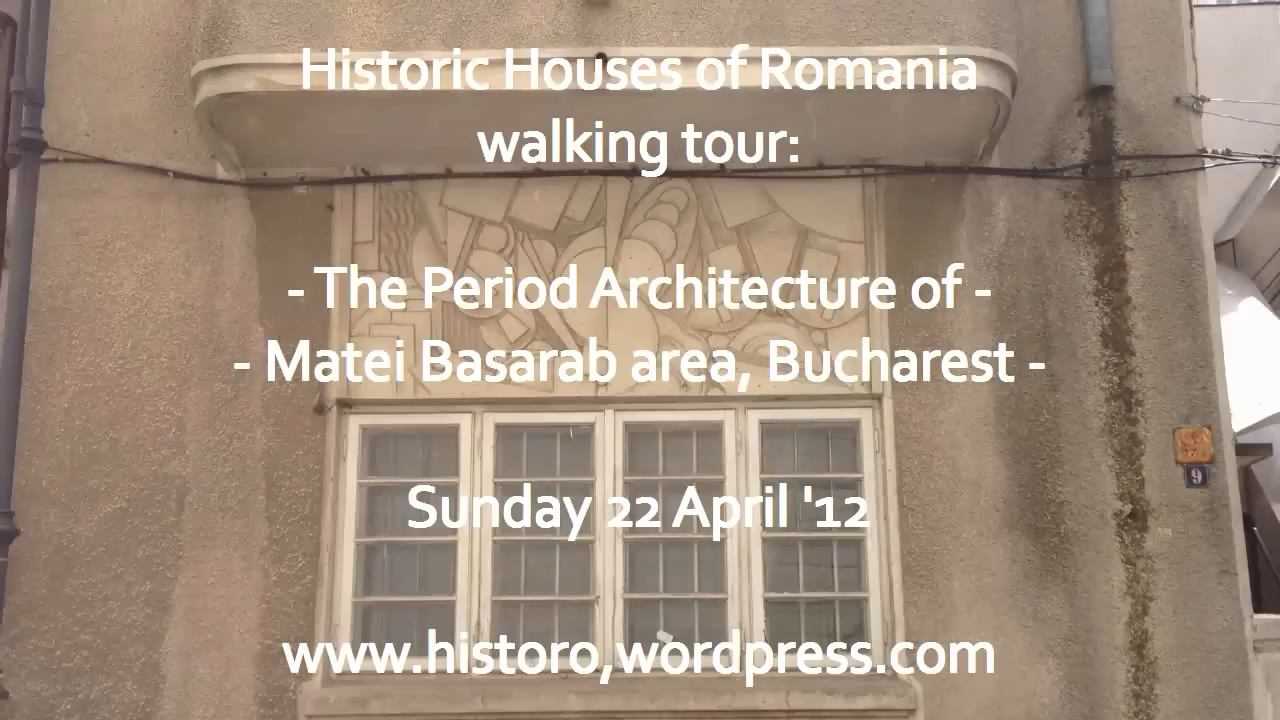 Historic Houses of Romania
walking tour:
- The Period Architecture of -
- Matei Basarab area, Bucharest -
Sunday 22 April '12
www.historo,wordpress.com
9